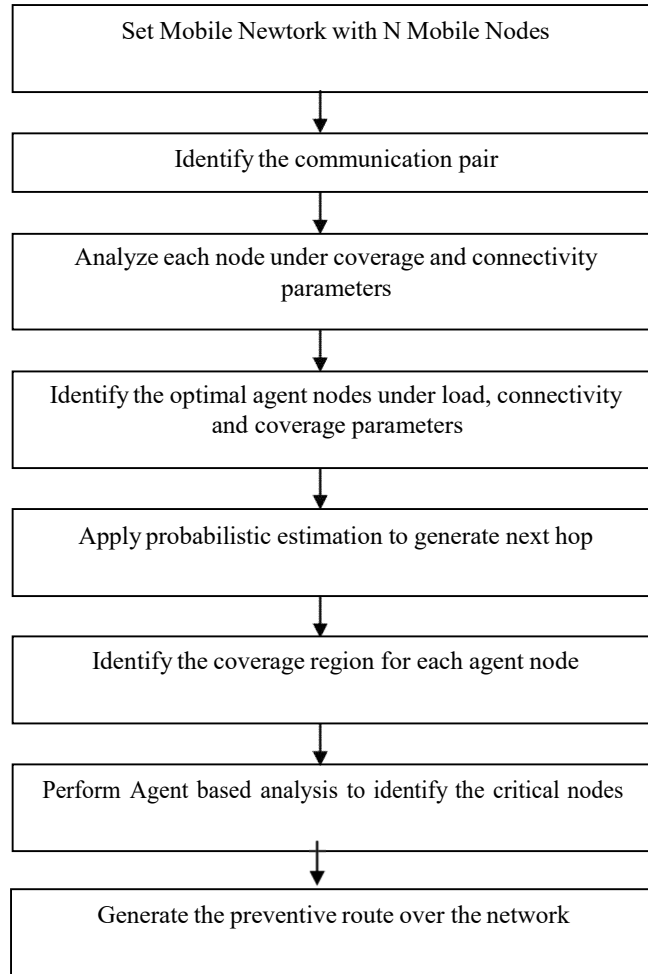 Set Mobile Newtork with N Mobile Nodes
Identify the communication pair
Analyze each node under coverage and connectivity
parameters
Identify the optimal agent nodes under load, connectivity
and coverage parameters
Apply probabilistic estimation to generate next hop
Identify the coverage region for each agent node
Perform Agent based analysis to identify the critical nodes
Generate the preventive route over the network